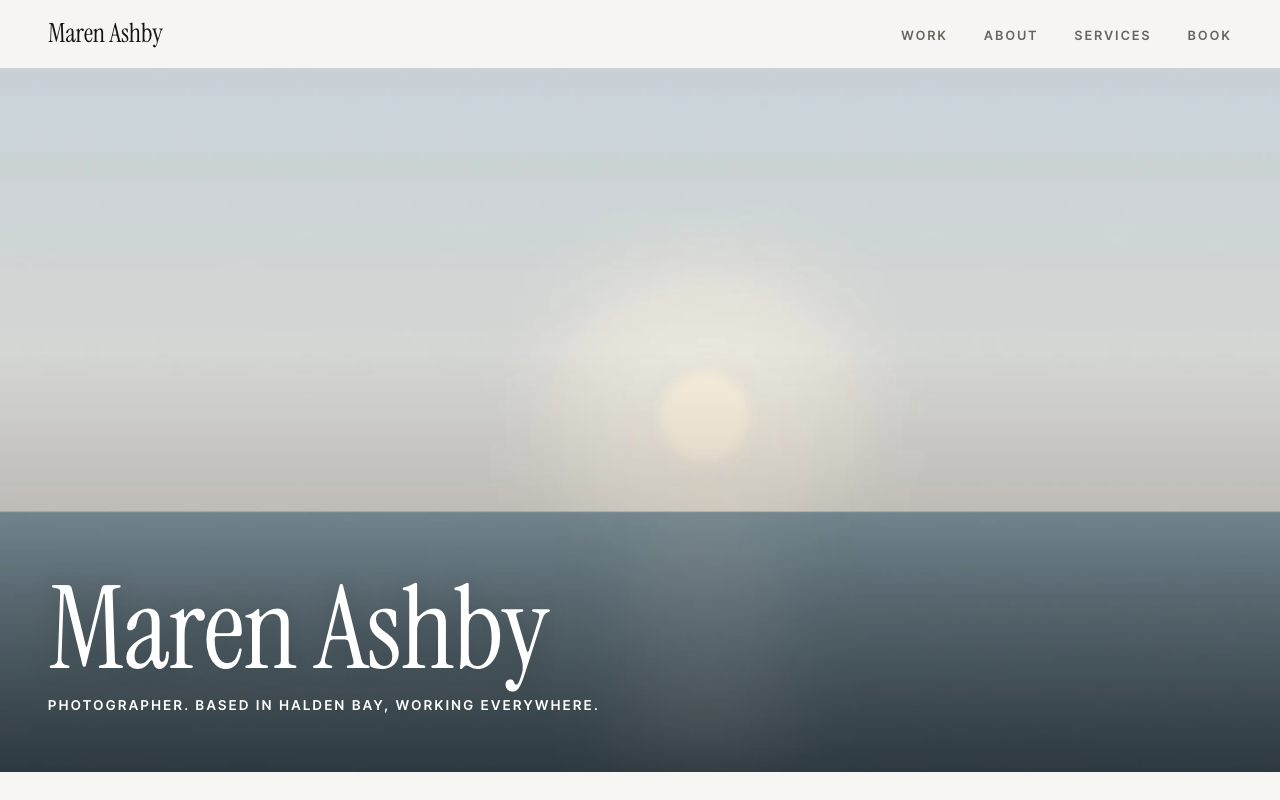 Maren Ashby
WORK ABOUT SERVICES BOOK
Maren Ashby
PHOTOGRAPHER. BASED IN HALDEN BAY, WORKING EVERYWHERE.